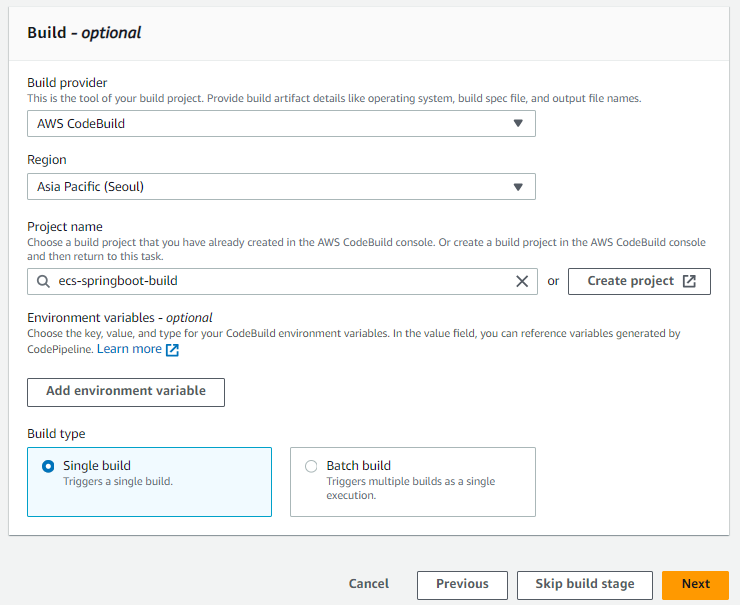 Build - optional
Build provider
This is the tool of your build project. Provide build artifact details like operating system, build spec file, and output file names.
AWS CodeBuild
Region
Asia Pacific (Seoul)
Project name
Choose a build project that you have already created in the AWS CodeBuild console. Or create a build project in the AWS CodeBuild console
and then return to this task.
ecs-springboot-build or Create project
Environment variables - optional
Choose the key, value, and type for your CodeBuild environment variables. In the value field, you can reference variables generated by
CodePipeline. Learn more
Add environment variable
Build type
Single build
Triggers a single build.
Batch build
Triggers multiple builds as a single
execution.
Cancel Previous Skip build stage Next